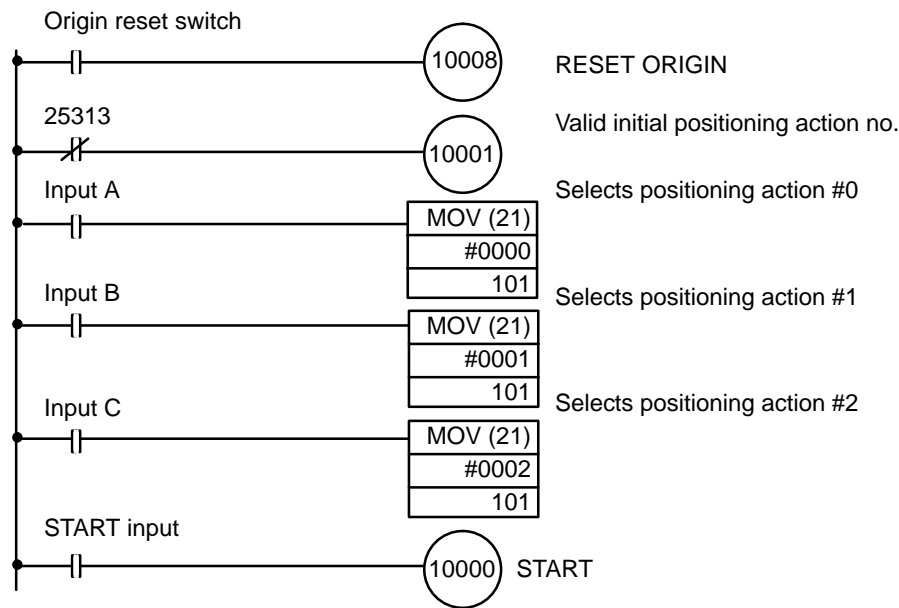 Origin reset switch
10008
RESET ORIGIN
25313
Valid initial positioning action no.
10001
Input A
Selects positioning action #0
MOV (21)
#0000
101
Input B
Selects positioning action #1
MOV (21)
#0001
101
Input C
Selects positioning action #2
MOV (21)
#0002
101
START input
10000
START